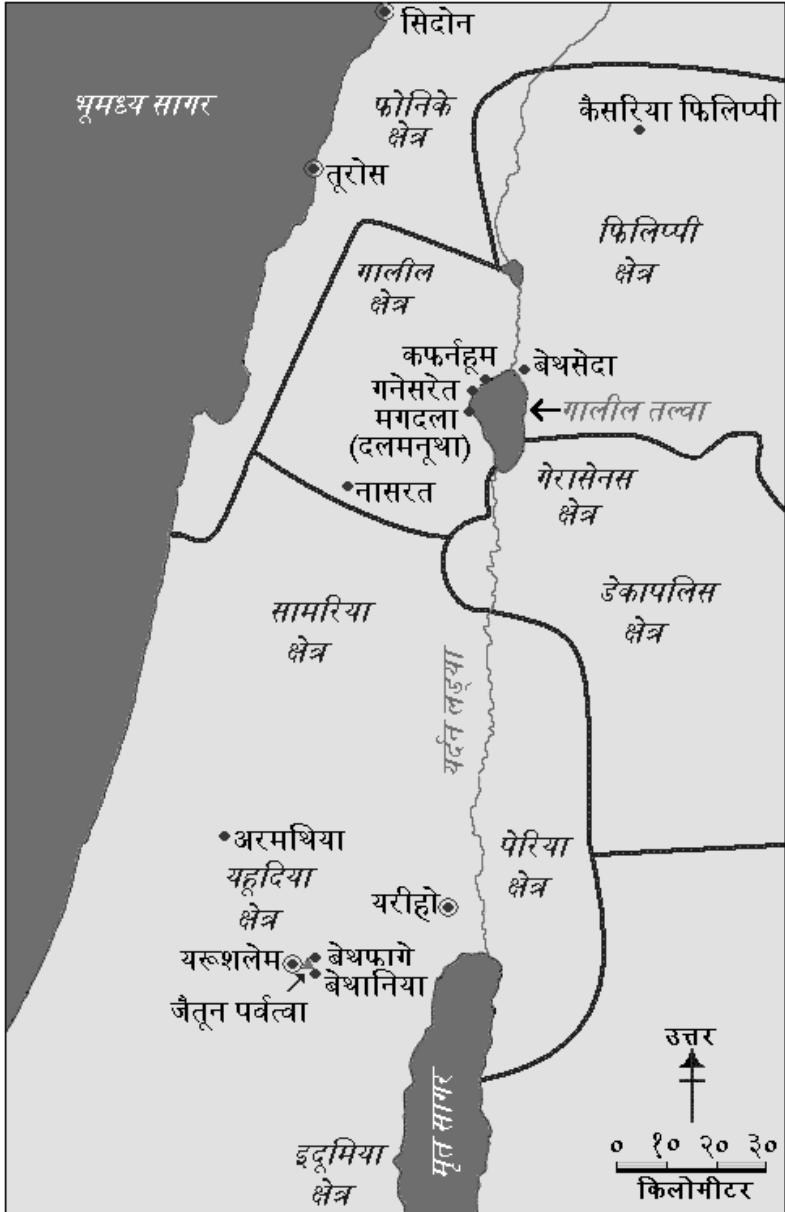 सिदोन
भूमध्य सागर
फोनिके
क्षेत्र
कैसरिया फिलिप्पी
तूरोस
फिलिप्पी
क्षेत्र
गालील
क्षेत्र
कफर्नहूम
बेथसेदा
गनेसरेत
मगदला
गालील तल्वा
(दलमनूथा)
नासरत
गेरासेनस
क्षेत्र
सामरिया
क्षेत्र
डेकापलिस
क्षेत्र
यर्दन लड्या
अरमथिया
यहूदिया
क्षेत्र
पेरिया
क्षेत्र
यरीहो
यरूशलेम
बेथफागे
बेथानिया
जैतून पर्वत्वा
मृत सागर
इदूमिया
क्षेत्र
उत्तर
० १० २० ३०
किलोमीटर